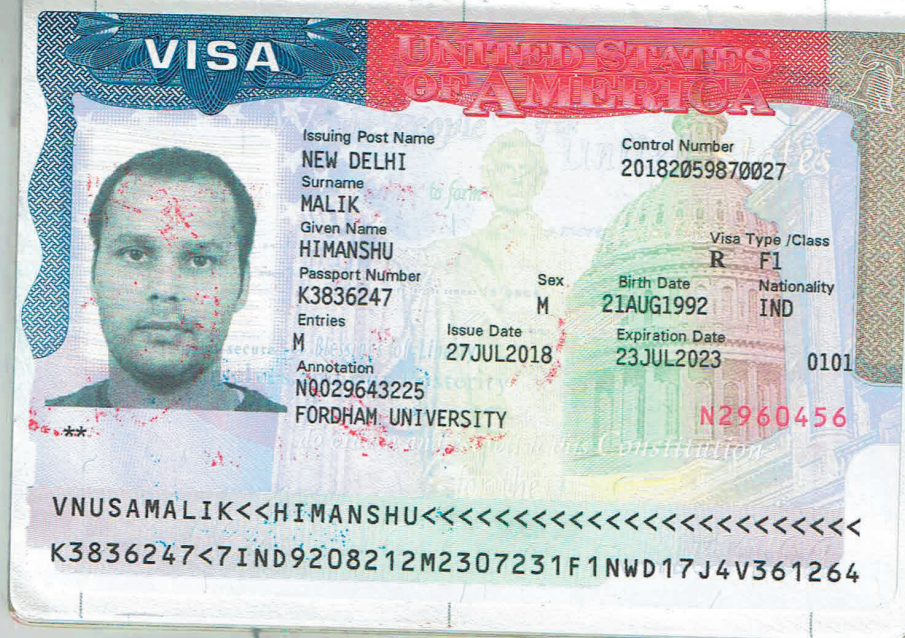 VISA
UNITED STATES
OF AMERICA
Issuing Post Name
NEW DELHI
Control Number
20182059870027
Surname
MALIK
Given Name
HIMANSHU
Visa Type /Class
R F1
Passport Number
K3836247
Sex
M
Birth Date
21AUG1992
Nationality
IND
Entries
M
Issue Date
27JUL2018
Expiration Date
23JUL2023
0101
Annotation
N0029643225
FORDHAM UNIVERSITY
N2960456
**
VNUSAMALIK<<HIMANSHU<<<<<<<<<<<<<<<<<<<<<<<<
K3836247<7IND9208212M2307231F1NWD17J4V361264